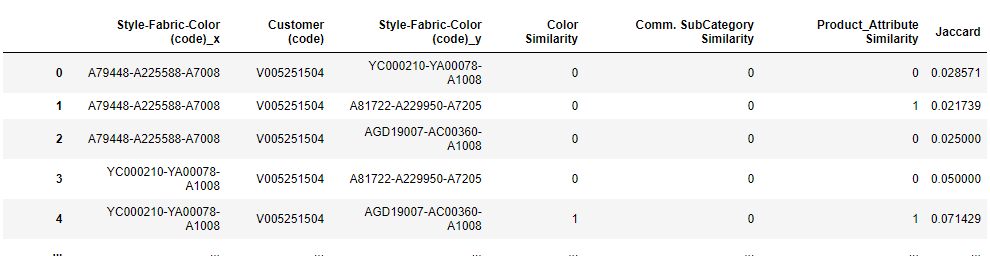 Style-Fabric-Color (code)_x Customer (code) Style-Fabric-Color (code)_y Color Similarity Comm. SubCategory Similarity Product_Attribute Similarity Jaccard
0 A79448-A225588-A7008 V005251504 YC000210-YA00078-A1008 0 0 0 0.028571
1 A79448-A225588-A7008 V005251504 A81722-A229950-A7205 0 0 1 0.021739
2 A79448-A225588-A7008 V005251504 AGD19007-AC00360-A1008 0 0 0 0.025000
3 YC000210-YA00078-A1008 V005251504 A81722-A229950-A7205 0 0 0 0.050000
4 YC000210-YA00078-A1008 V005251504 AGD19007-AC00360-A1008 1 0 1 0.071429
... ... ... ... ... ... ... ...